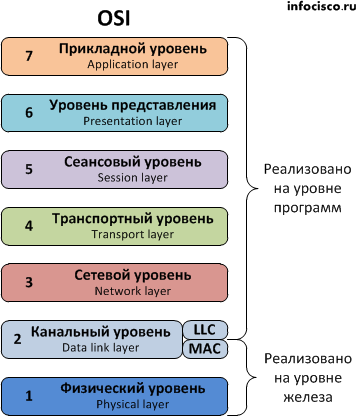 infocisco.ru
OSI
7
Прикладной уровень
Application layer
6
Уровень представления
Presentation layer
5
Сеансовый уровень
Session layer
4
Транспортный уровень
Transport layer
3
Сетевой уровень
Network layer
2
Канальный уровень
Data link layer
LLC
MAC
1
Физический уровень
Physical layer
Реализовано
на уровне
программ
Реализовано
на уровне
железа